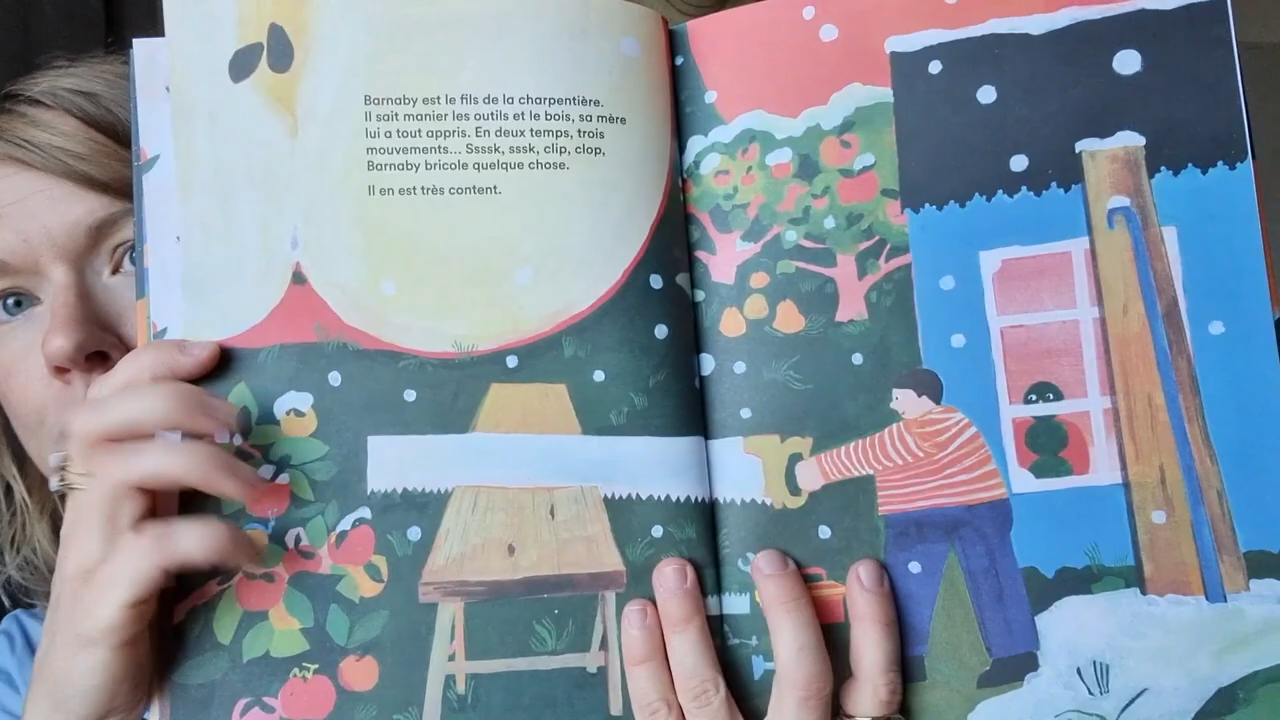 Barnaby est le fils de la charpentière.
Il sait manier les outils et le bois, sa mère
lui a tout appris. En deux temps, trois
mouvements... Ssssk, sssk, clip, clop,
Barnaby bricole quelque chose.
Il en est très content.